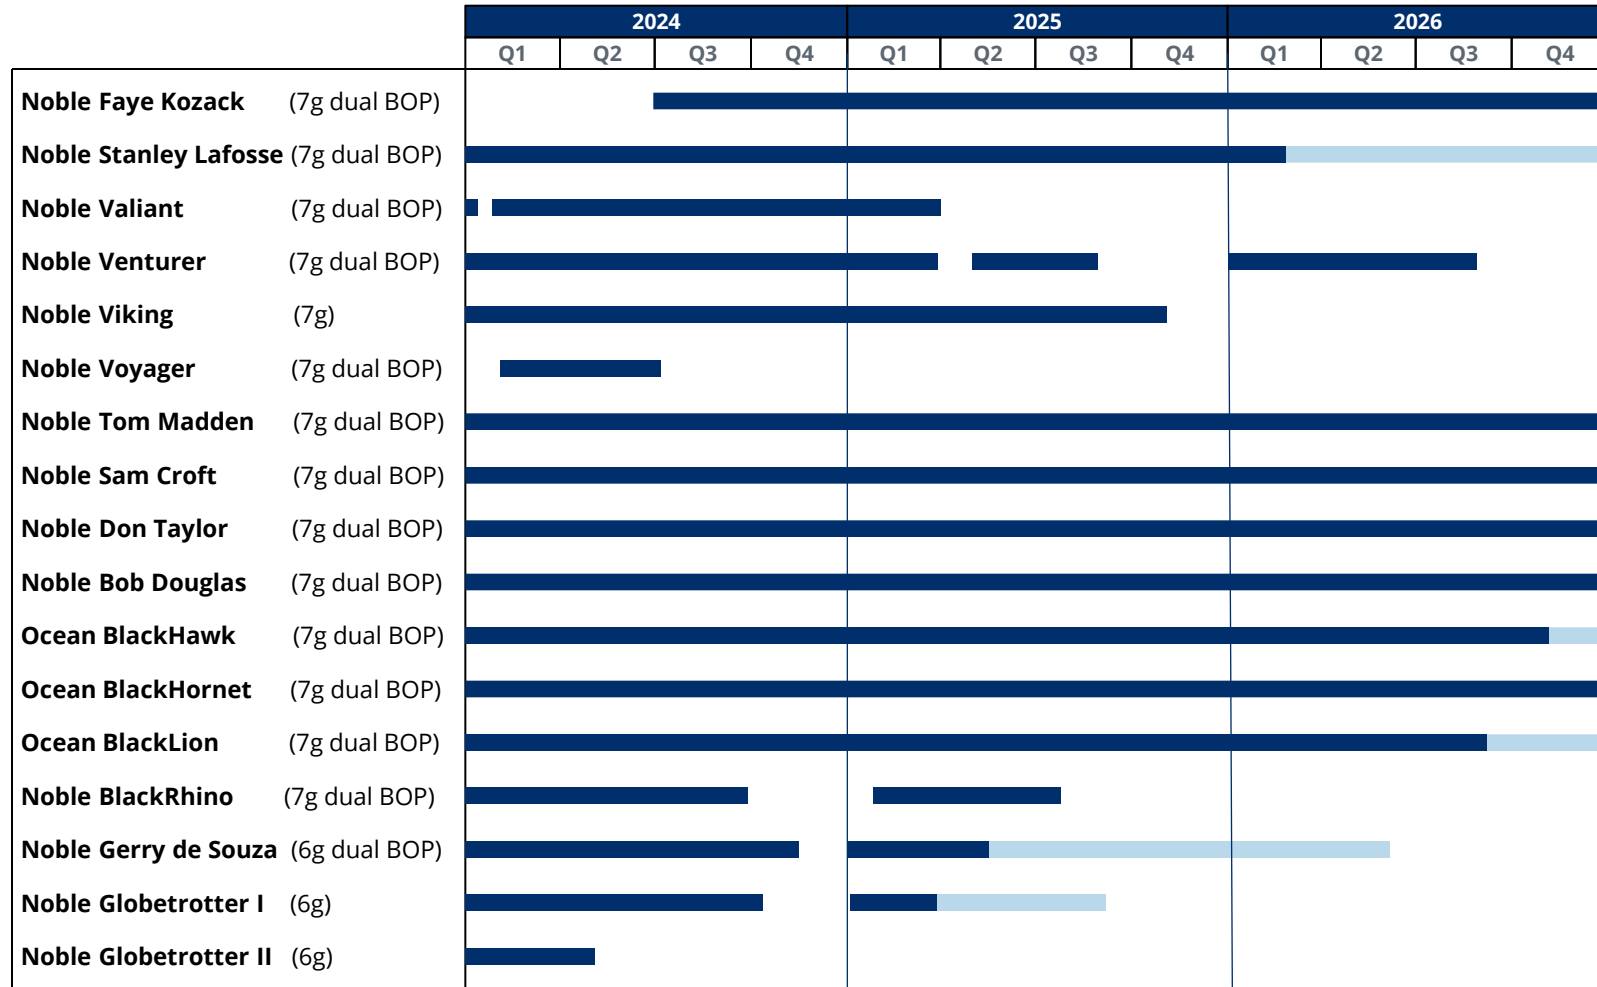 2024 2025 2026
Q1 Q2 Q3 Q4 Q1 Q2 Q3 Q4 Q1 Q2 Q3 Q4
Noble Faye Kozack (7g dual BOP)
Noble Stanley Lafosse (7g dual BOP)
Noble Valiant (7g dual BOP)
Noble Venturer (7g dual BOP)
Noble Viking (7g)
Noble Voyager (7g dual BOP)
Noble Tom Madden (7g dual BOP)
Noble Sam Croft (7g dual BOP)
Noble Don Taylor (7g dual BOP)
Noble Bob Douglas (7g dual BOP)
Ocean BlackHawk (7g dual BOP)
Ocean BlackHornet (7g dual BOP)
Ocean BlackLion (7g dual BOP)
Noble BlackRhino (7g dual BOP)
Noble Gerry de Souza (6g dual BOP)
Noble Globetrotter I (6g)
Noble Globetrotter II (6g)